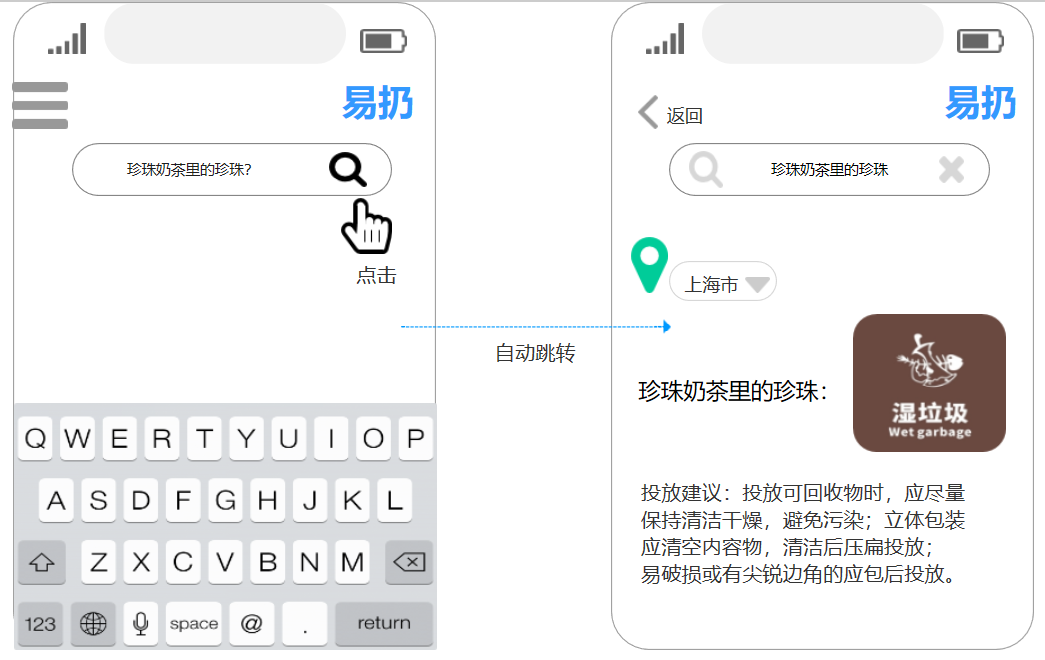 易扔
珍珠奶茶里的珍珠?
点击
Q W E R T Y U I O P
A S D F G H J K L
Z X C V B N M
123 space @ . return
自动跳转
返回
易扔
珍珠奶茶里的珍珠
上海市
珍珠奶茶里的珍珠：
湿垃圾
Wet garbage
投放建议：投放可回收物时，应尽量
保持清洁干燥，避免污染；立体包装
应清空内容物，清洁后压扁投放；
易破损或有尖锐边角的应包后投放。